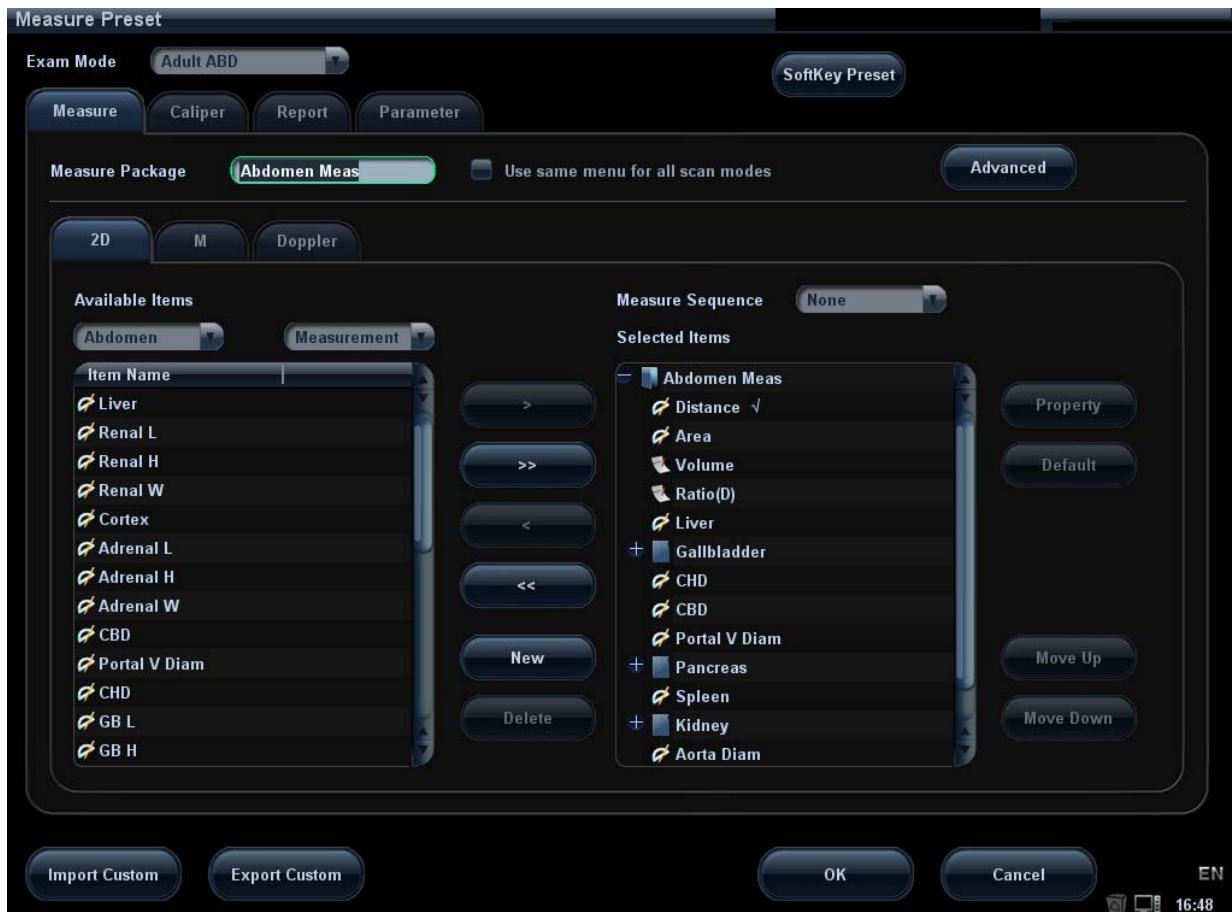 Measure Preset
Exam Mode Adult ABD
SoftKey Preset
Measure Caliper Report Parameter
Measure Package Abdomen Meas Use same menu for all scan modes Advanced
2D M Doppler
Available Items
Abdomen Measurement
Item Name
Liver
Renal L
Renal H
Renal W
Cortex
Adrenal L
Adrenal H
Adrenal W
CBD
Portal V Diam
CHD
GB L
GB H
>
>>
<
<<
New
Delete
Measure Sequence None
Selected Items
Abdomen Meas
Distance √
Area
Volume
Ratio(D)
Liver
Gallbladder
CHD
CBD
Portal V Diam
Pancreas
Spleen
Kidney
Aorta Diam
Property
Default
Move Up
Move Down
Import Custom Export Custom OK Cancel EN
16:48